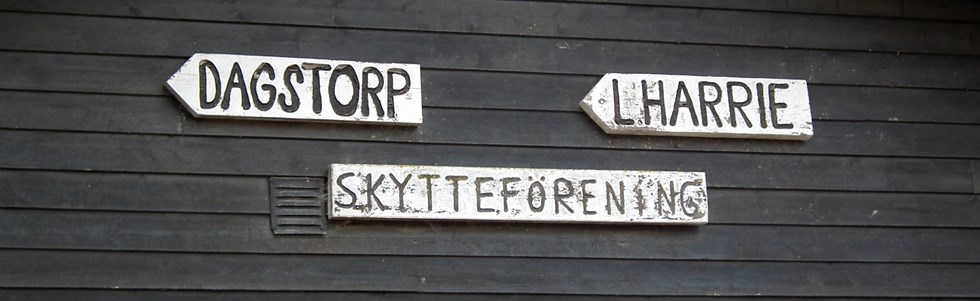 DAGSTORP
L.HARRIE
SKYTTEFÖRENING